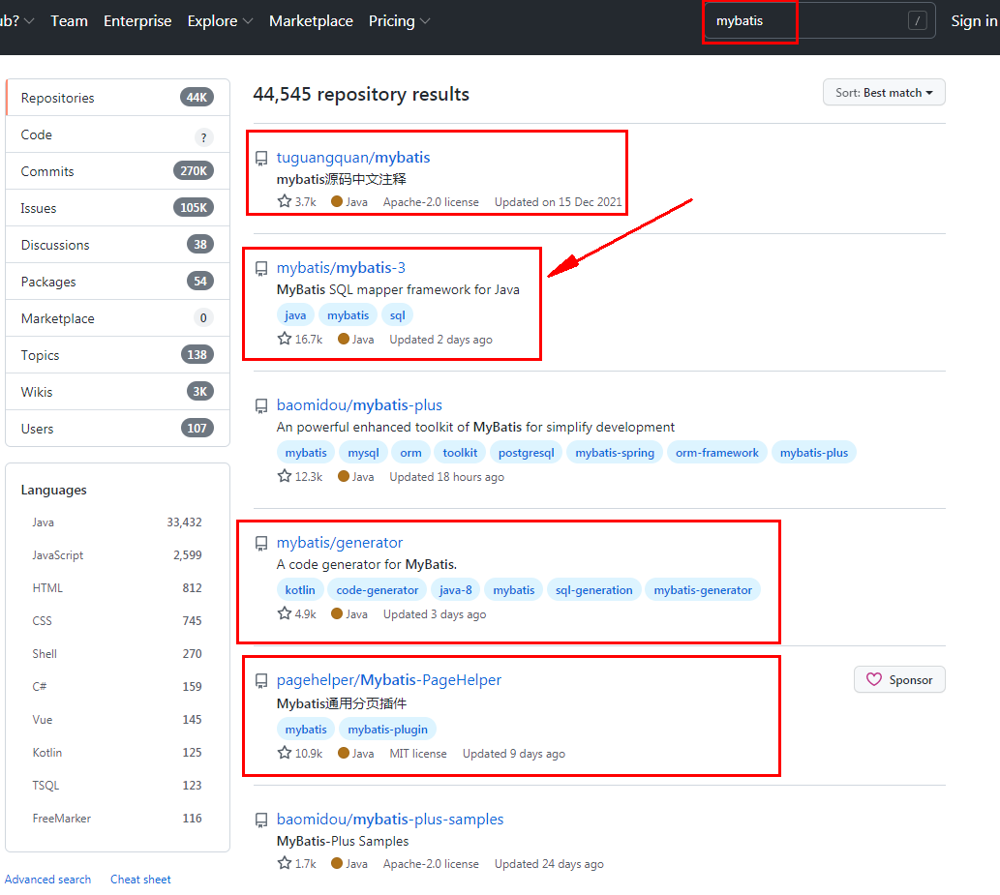 ub? Team Enterprise Explore Marketplace Pricing mybatis / Sign in
Repositories 44K
Code ?
Commits 270K
Issues 105K
Discussions 38
Packages 54
Marketplace 0
Topics 138
Wikis 3K
Users 107
Languages
Java 33,432
JavaScript 2,599
HTML 812
CSS 745
Shell 270
C# 159
Vue 145
Kotlin 125
TSQL 123
FreeMarker 116
Advanced search Cheat sheet
44,545 repository results
Sort: Best match
tuguangquan/mybatis
mybatis源码中文注释
3.7k Java Apache-2.0 license Updated on 15 Dec 2021
mybatis/mybatis-3
MyBatis SQL mapper framework for Java
java mybatis sql
16.7k Java Updated 2 days ago
baomidou/mybatis-plus
An powerful enhanced toolkit of MyBatis for simplify development
mybatis mysql orm toolkit postgresql mybatis-spring orm-framework mybatis-plus
12.3k Java Updated 18 hours ago
mybatis/generator
A code generator for MyBatis.
kotlin code-generator java-8 mybatis sql-generation mybatis-generator
4.9k Java Updated 3 days ago
pagehelper/Mybatis-PageHelper
Sponsor
Mybatis通用分页插件
mybatis mybatis-plugin
10.9k Java MIT license Updated 9 days ago
baomidou/mybatis-plus-samples
MyBatis-Plus Samples
1.7k Java Apache-2.0 license Updated 24 days ago